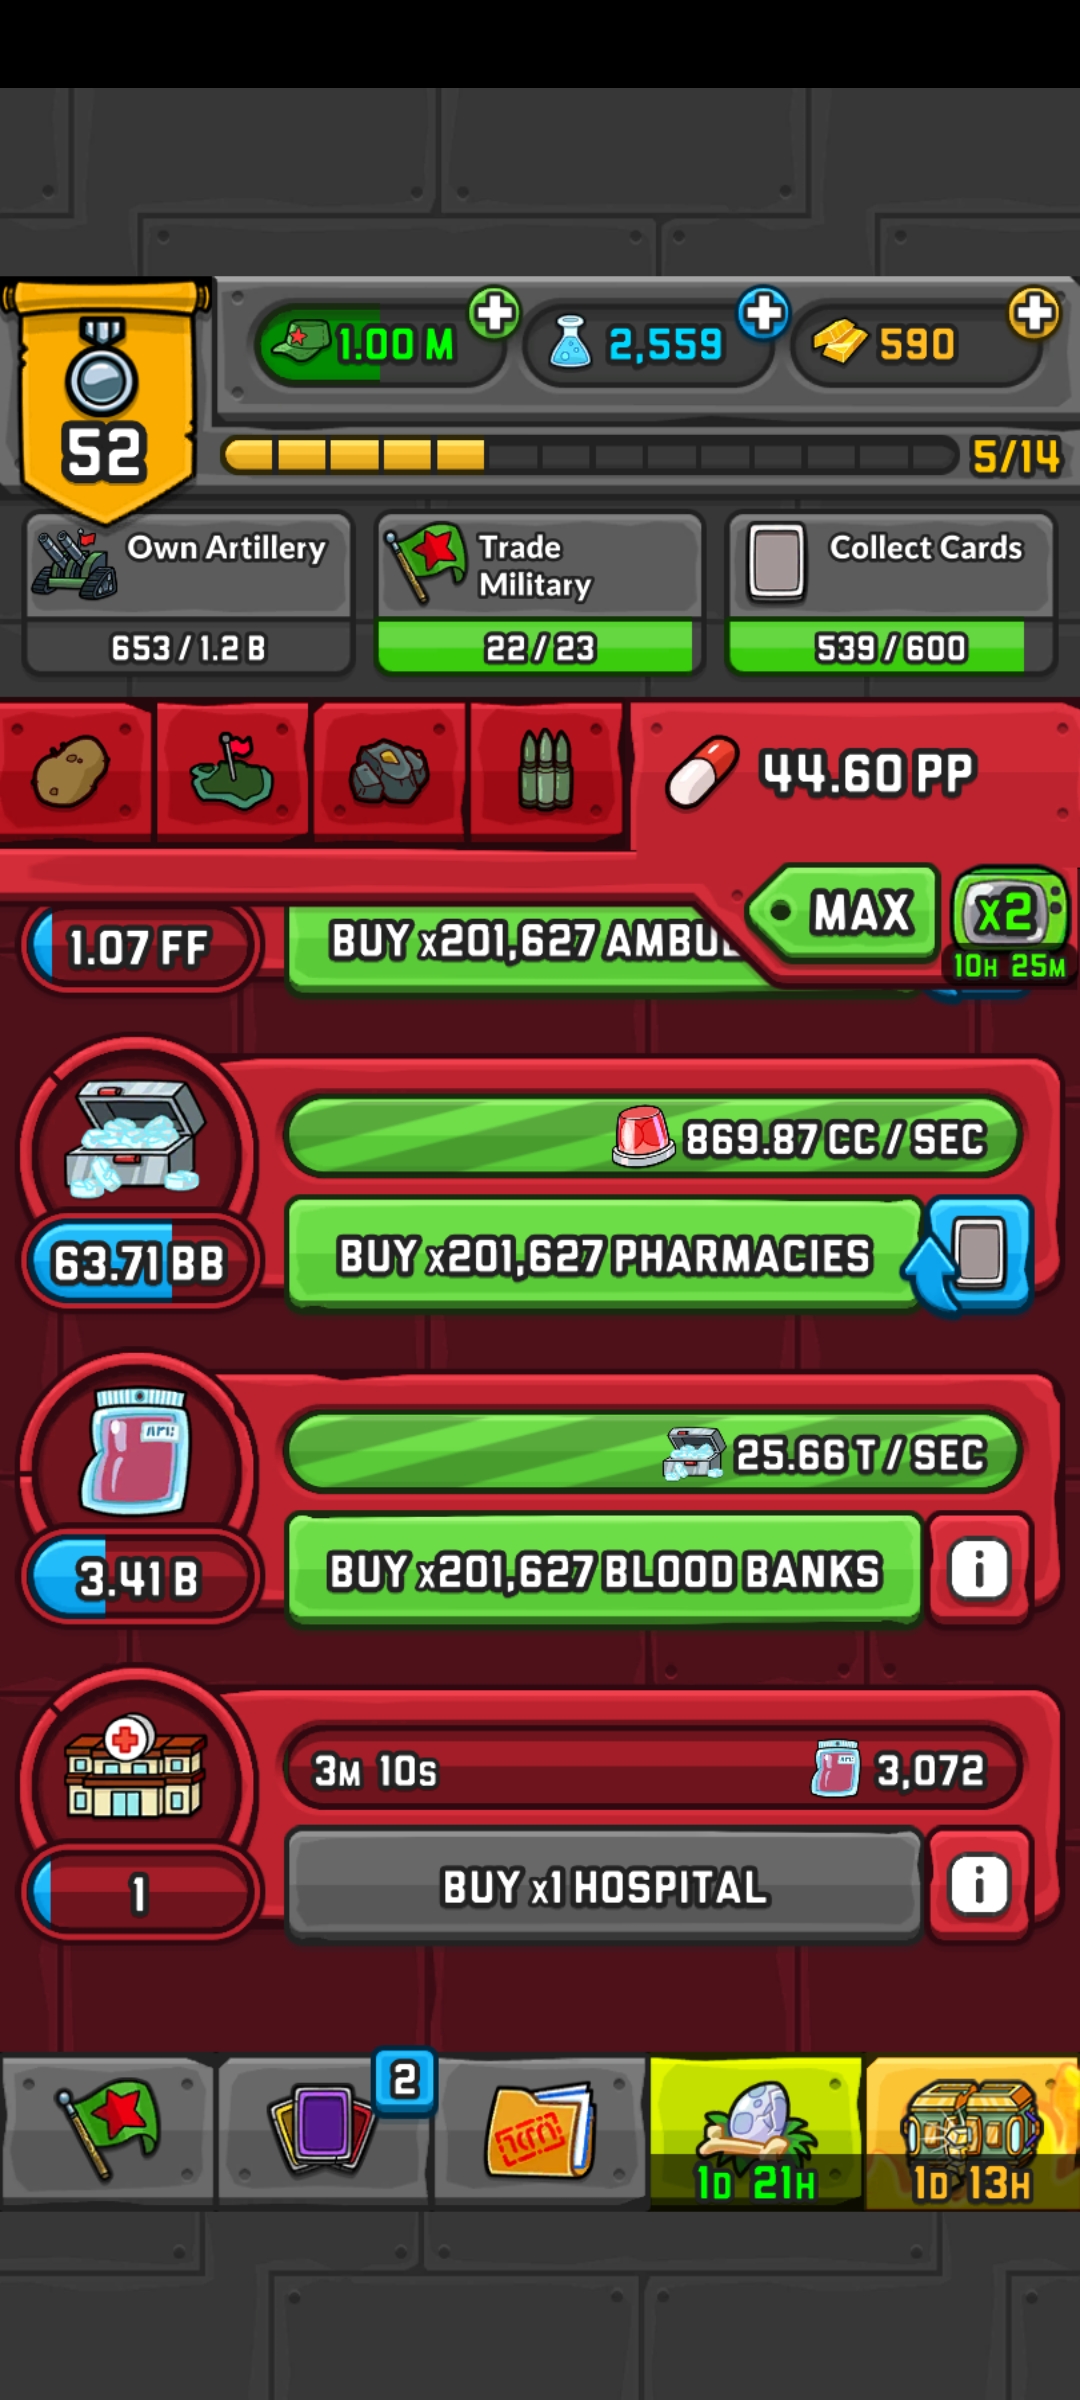 1.00 M
2,559
590
52
5/14
Own Artillery
653 / 1.2 B
Trade
Military
22 / 23
Collect Cards
539 / 600
44.60 PP
MAX
x2
10H 25M
1.07 FF
BUY x201,627 AMBUL
869.87 CC / SEC
63.71 BB
BUY x201,627 PHARMACIES
25.66 T / SEC
3.41 B
BUY x201,627 BLOOD BANKS
i
3M 10S
3,072
1
BUY x1 HOSPITAL
i
2
1D 21H
1D 13H